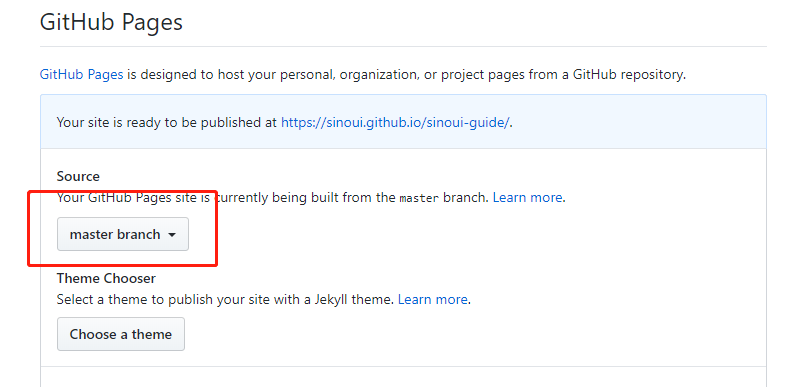 GitHub Pages
GitHub Pages is designed to host your personal, organization, or project pages from a GitHub repository.
Your site is ready to be published at https://sinoui.github.io/sinoui-guide/.
Source
Your GitHub Pages site is currently being built from the master branch. Learn more.
master branch
Theme Chooser
Select a theme to publish your site with a Jekyll theme. Learn more.
Choose a theme